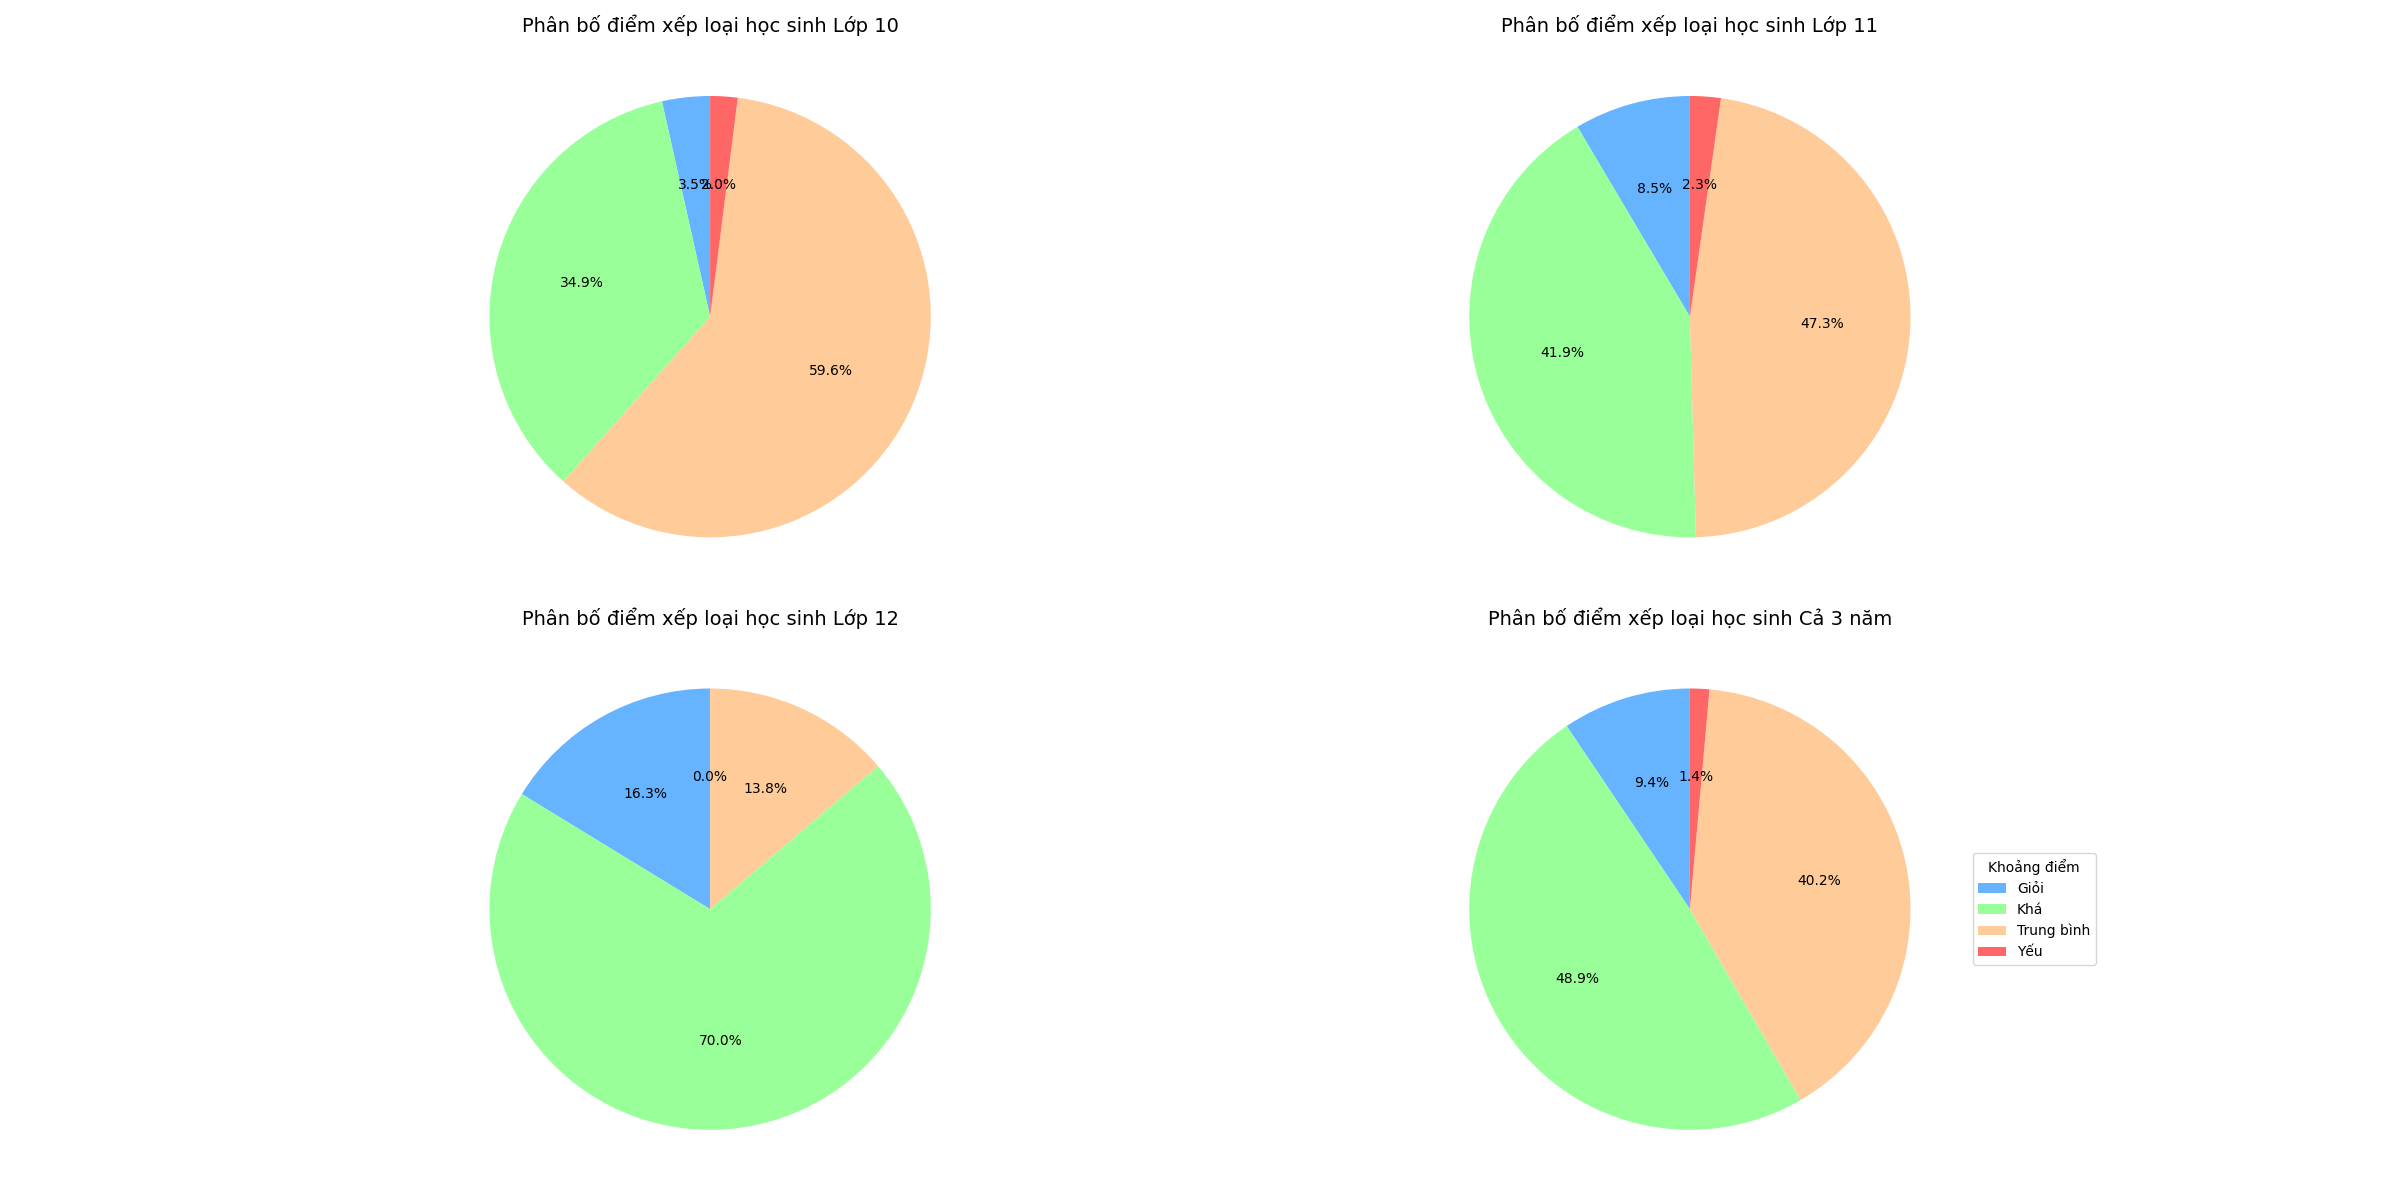 Phân bố điểm xếp loại học sinh Lớp 10
3.5%
2.0%
34.9%
59.6%
Phân bố điểm xếp loại học sinh Lớp 11
8.5%
2.3%
41.9%
47.3%
Phân bố điểm xếp loại học sinh Lớp 12
16.3%
0.0%
13.8%
70.0%
Phân bố điểm xếp loại học sinh Cả 3 năm
9.4%
1.4%
40.2%
48.9%
Khoảng điểm
Giỏi
Khá
Trung bình
Yếu